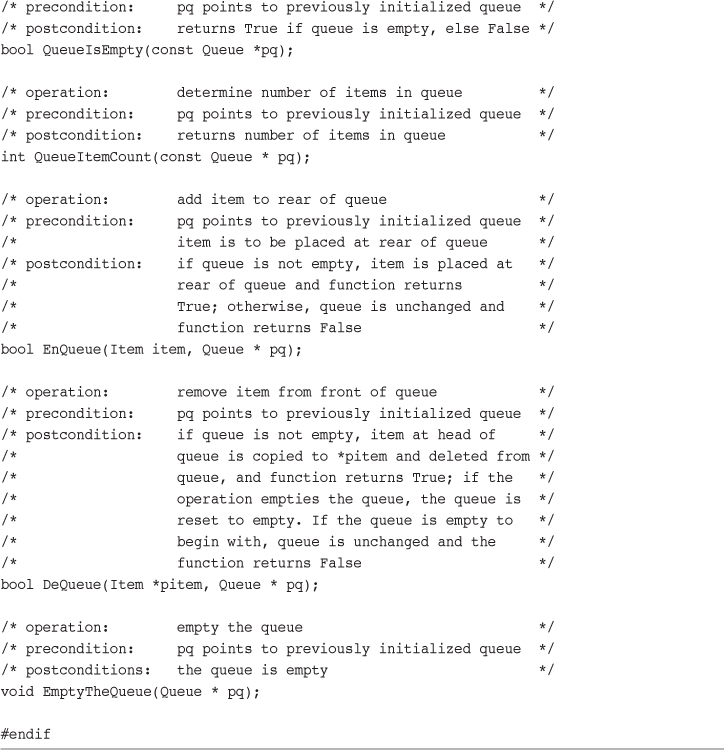 /* precondition:     pq points to previously initialized queue  */
/* postcondition:    returns True if queue is empty, else False */
bool QueueIsEmpty(const Queue *pq);

/* operation:        determine number of items in queue         */
/* precondition:     pq points to previously initialized queue  */
/* postcondition:    returns number of items in queue           */
int QueueItemCount(const Queue * pq);

/* operation:        add item to rear of queue                  */
/* precondition:     pq points to previously initialized queue  */
/*                   item is to be placed at rear of queue      */
/* postcondition:    if queue is not empty, item is placed at   */
/*                   rear of queue and function returns         */
/*                   True; otherwise, queue is unchanged and    */
/*                   function returns False                     */
bool EnQueue(Item item, Queue * pq);

/* operation:        remove item from front of queue            */
/* precondition:     pq points to previously initialized queue  */
/* postcondition:    if queue is not empty, item at head of     */
/*                   queue is copied to *pitem and deleted from */
/*                   queue, and function returns True; if the   */
/*                   operation empties the queue, the queue is  */
/*                   reset to empty. If the queue is empty to   */
/*                   begin with, queue is unchanged and the     */
/*                   function returns False                     */
bool DeQueue(Item *pitem, Queue * pq);

/* operation:        empty the queue                            */
/* precondition:     pq points to previously initialized queue  */
/* postconditions:   the queue is empty                         */
void EmptyTheQueue(Queue * pq);

#endif